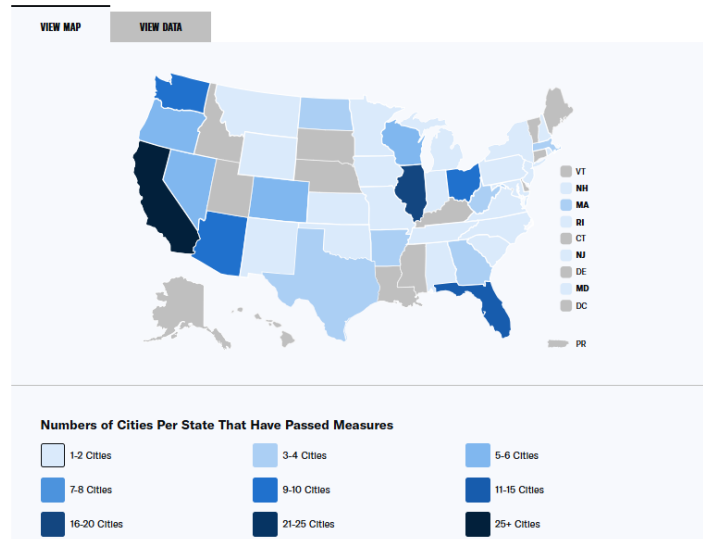 VIEW MAP
VIEW DATA
VT
NH
MA
RI
CT
NJ
DE
MD
DC
PR
Numbers of Cities Per State That Have Passed Measures
1-2 Cities
3-4 Cities
5-6 Cities
7-8 Cities
9-10 Cities
11-15 Cities
16-20 Cities
21-25 Cities
25+ Cities